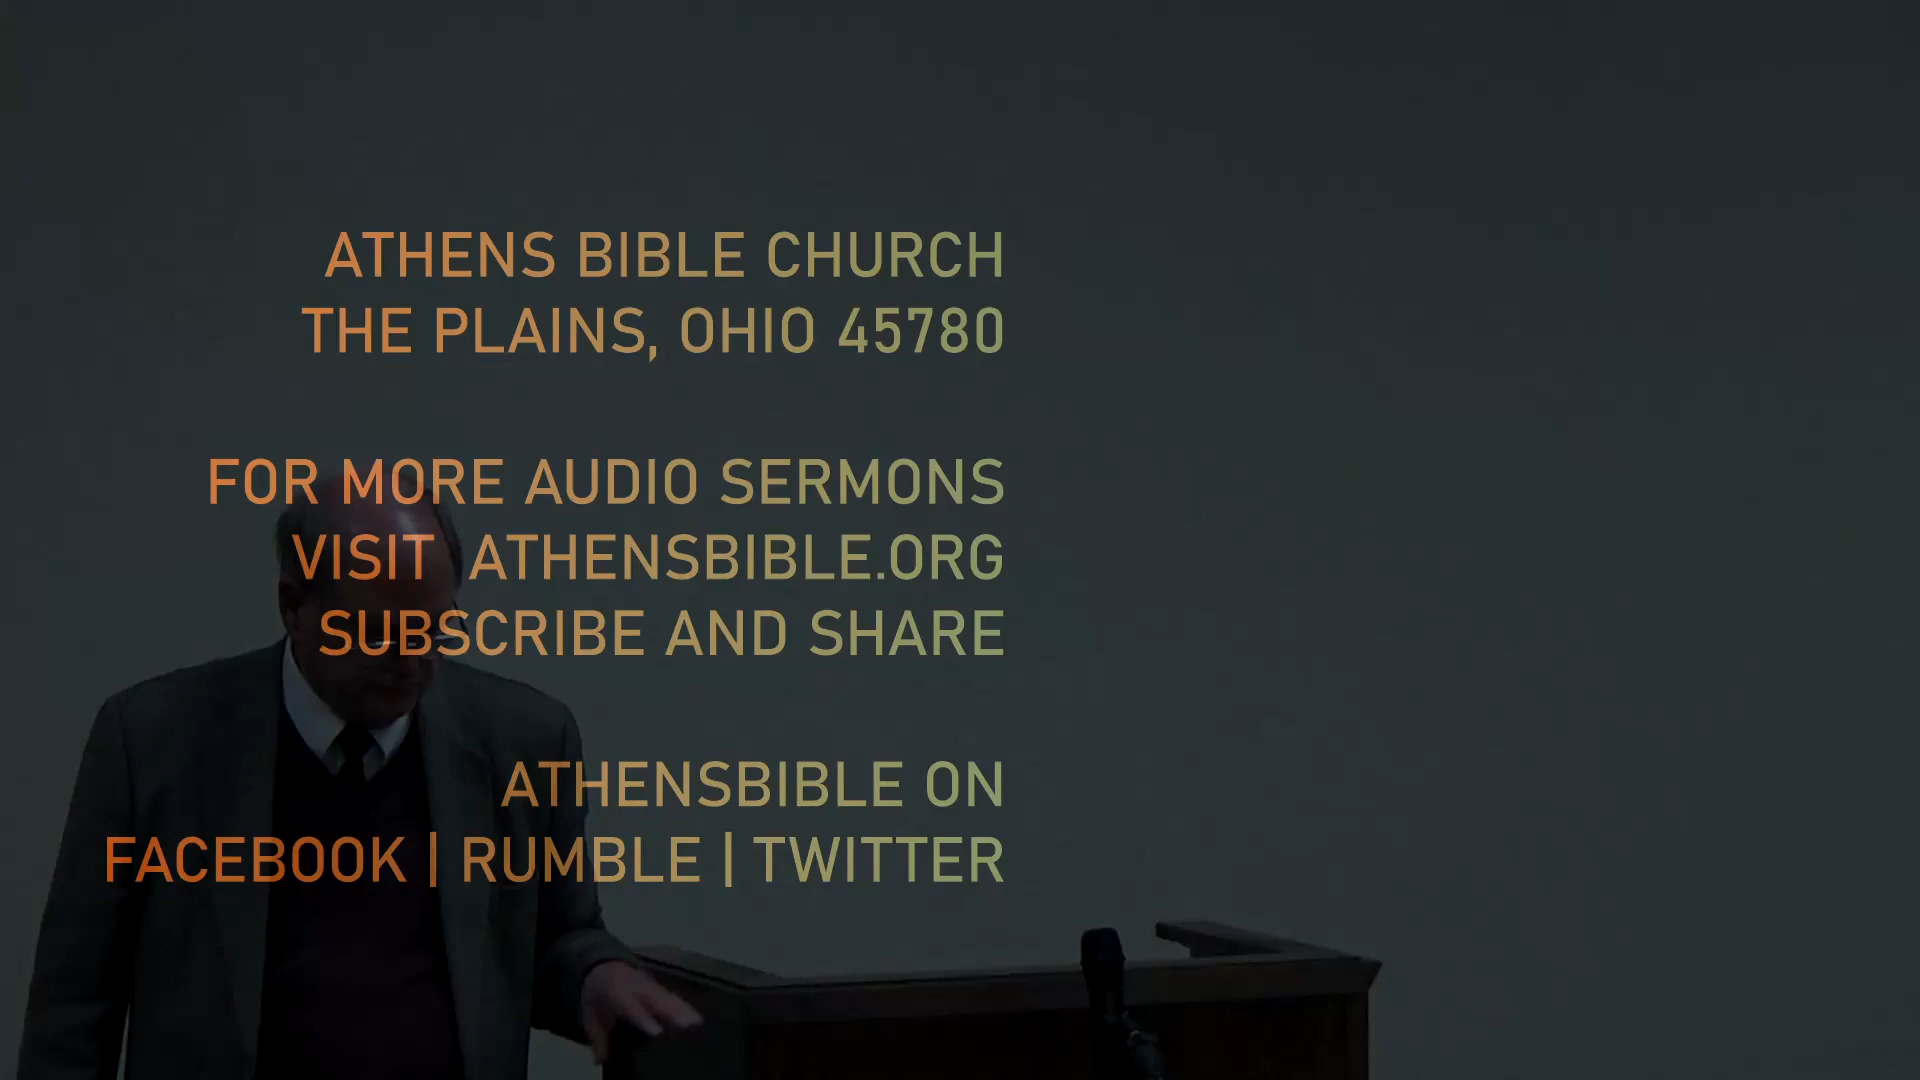 ATHENS BIBLE CHURCH
THE PLAINS, OHIO 45780
FOR MORE AUDIO SERMONS
VISIT ATHENSBIBLE.ORG
SUBSCRIBE AND SHARE
ATHENSBIBLE ON
FACEBOOK | RUMBLE | TWITTER